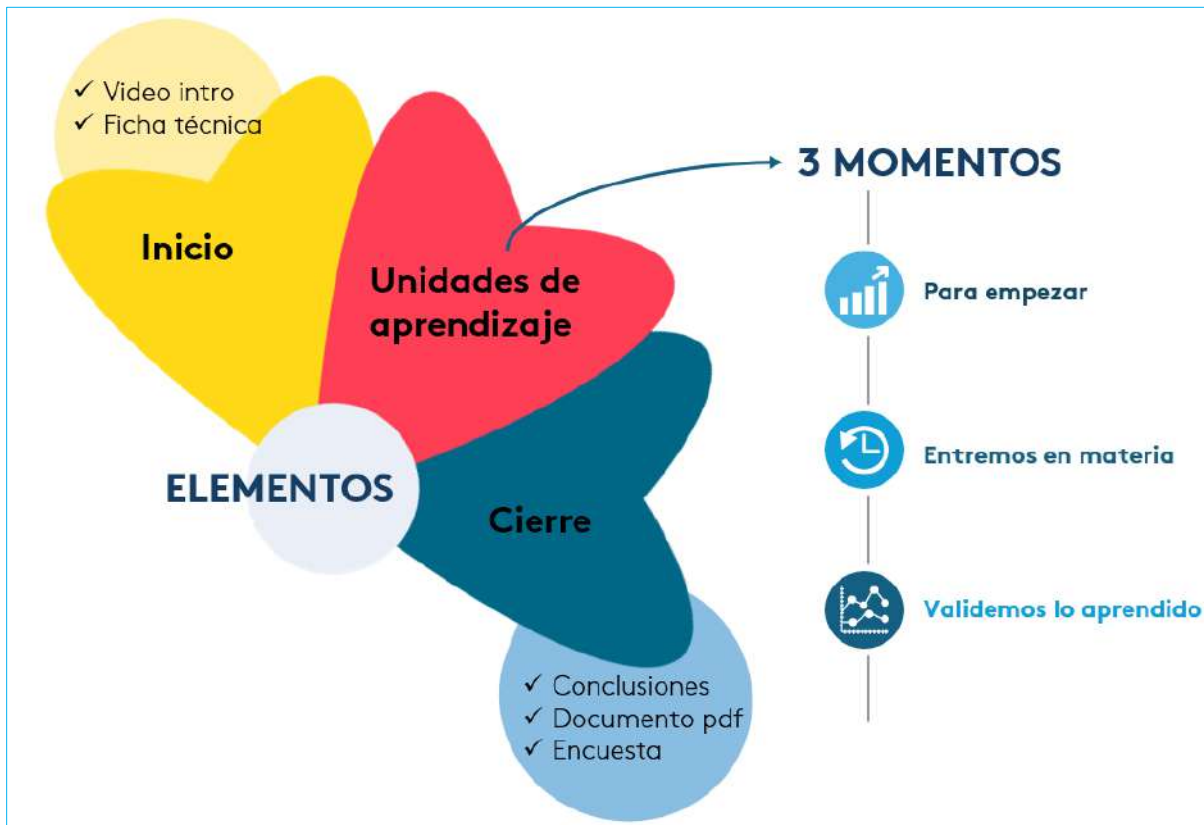 ✓ Video intro
✓ Ficha técnica
Inicio
Unidades de
aprendizaje
ELEMENTOS
Cierre
✓ Conclusiones
✓ Documento pdf
✓ Encuesta
3 MOMENTOS
Para empezar
Entremos en materia
Validemos lo aprendido